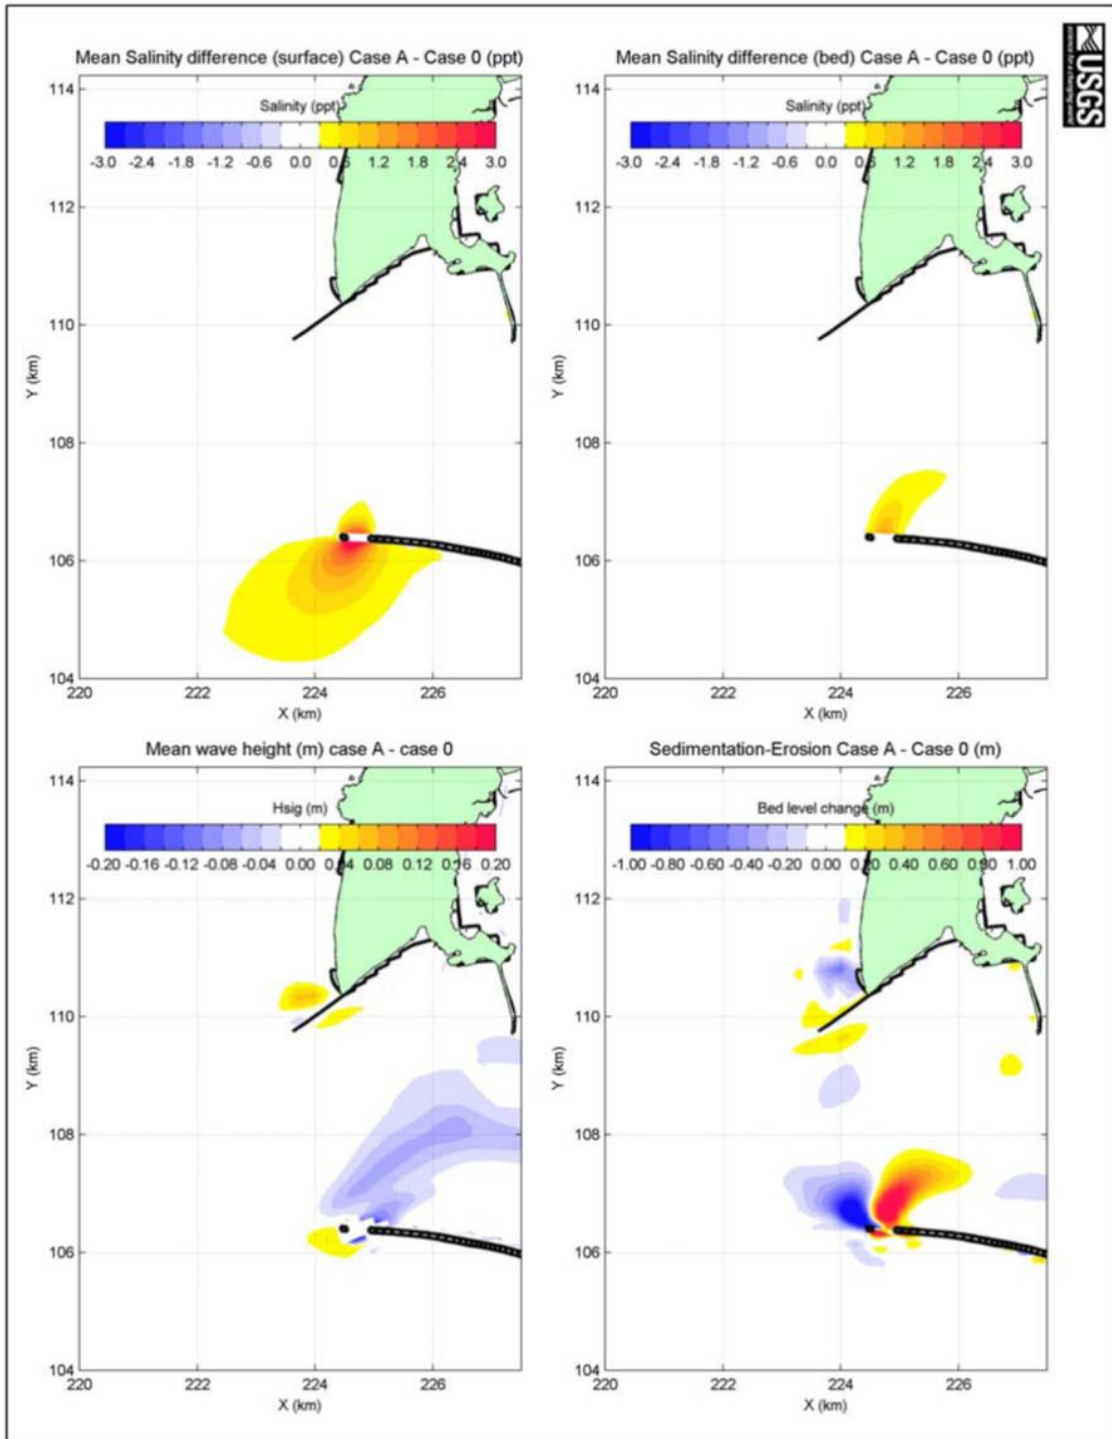 USGS
Mean Salinity difference (surface) Case A - Case 0 (ppt)
Salinity (ppt)
-3.0 -2.4 -1.8 -1.2 -0.6 0.0 0.6 1.2 1.8 2.4 3.0
114
112
110
108
106
104
Y (km)
220 222 224 226
X (km)
Mean Salinity difference (bed) Case A - Case 0 (ppt)
Salinity (ppt)
-3.0 -2.4 -1.8 -1.2 -0.6 0.0 0.6 1.2 1.8 2.4 3.0
114
112
110
108
106
104
Y (km)
220 222 224 226
X (km)
Mean wave height (m) case A - case 0
Hsig (m)
-0.20 -0.16 -0.12 -0.08 -0.04 0.00 0.04 0.08 0.12 0.16 0.20
114
112
110
108
106
104
Y (km)
220 222 224 226
X (km)
Sedimentation-Erosion Case A - Case 0 (m)
Bed level change (m)
-1.00 -0.80 -0.60 -0.40 -0.20 0.00 0.20 0.40 0.60 0.80 1.00
114
112
110
108
106
104
Y (km)
220 222 224 226
X (km)